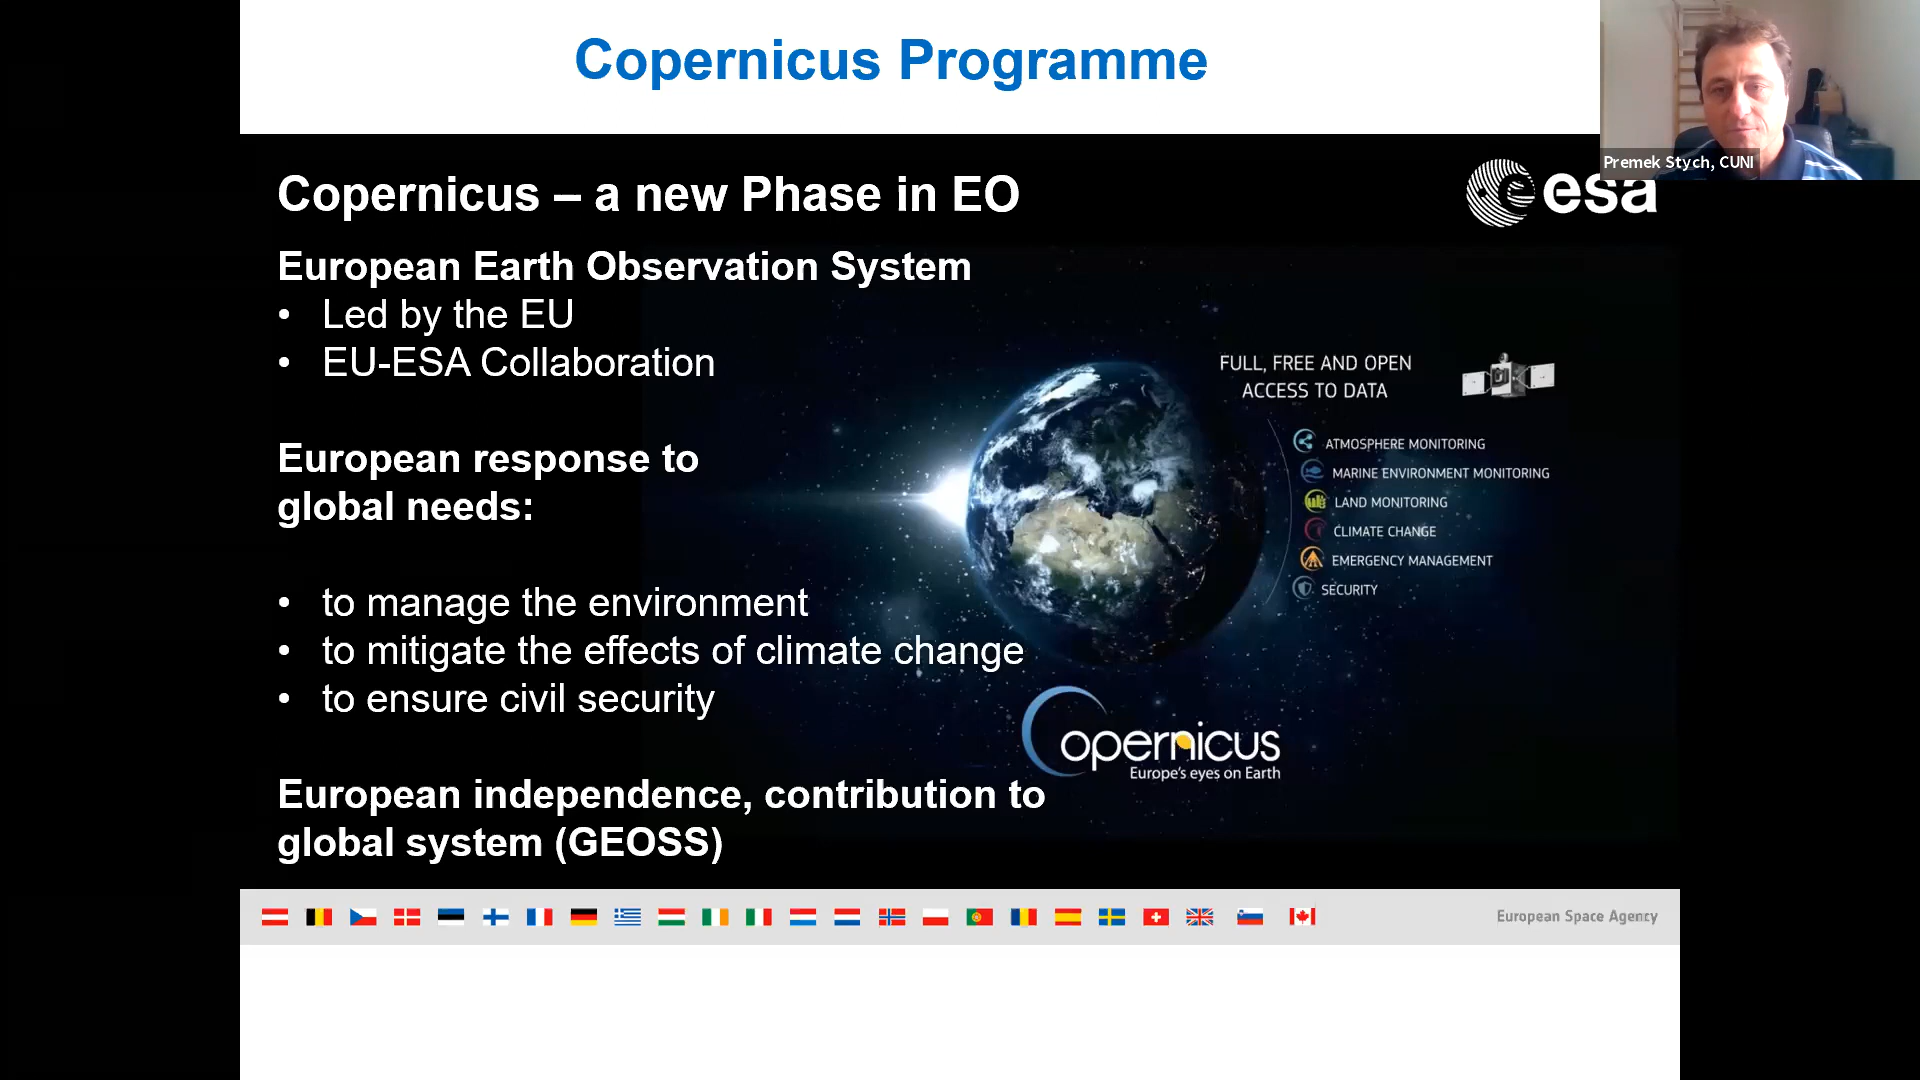 Copernicus Programme
Premek Stych, CUNI
Copernicus – a new Phase in EO
esa
European Earth Observation System
• Led by the EU
• EU-ESA Collaboration
European response to
global needs:
• to manage the environment
• to mitigate the effects of climate change
• to ensure civil security
European independence, contribution to
global system (GEOSS)
FULL, FREE AND OPEN
ACCESS TO DATA
ATMOSPHERE MONITORING
MARINE ENVIRONMENT MONITORING
LAND MONITORING
CLIMATE CHANGE
EMERGENCY MANAGEMENT
SECURITY
Copernicus
Europe's eyes on Earth
European Space Agency